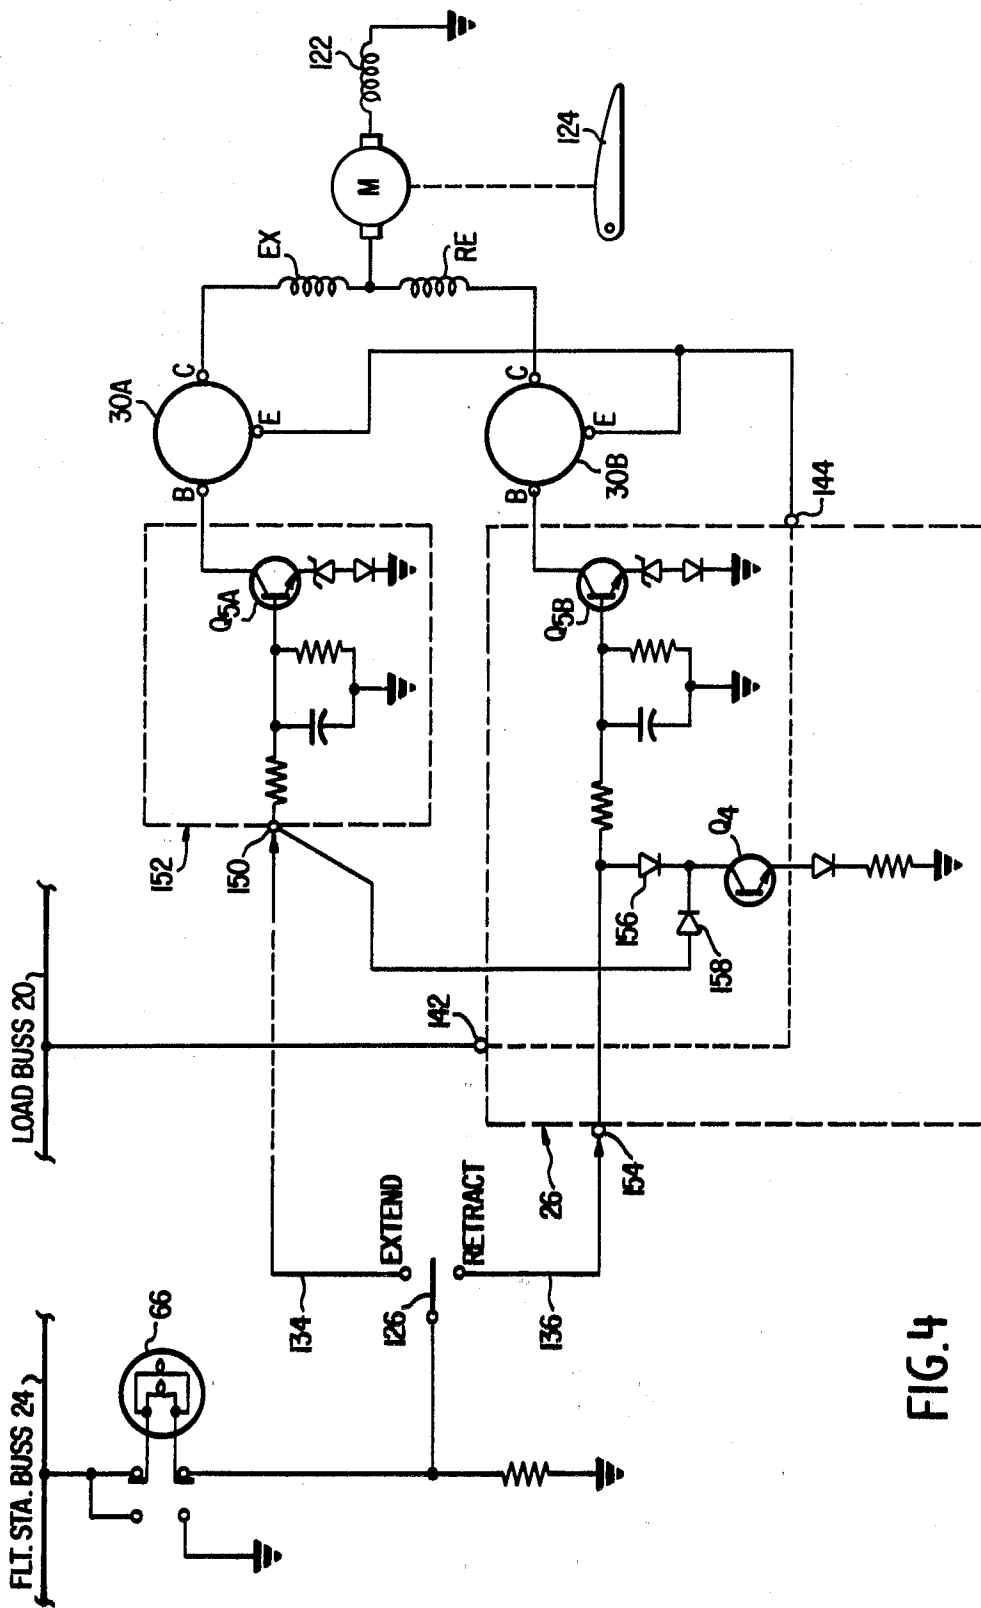 FLT. STA. BUSS 24
66
LOAD BUSS 20
134
EXTEND
126
RETRACT
136
152
150
142
26
154
Q5A
Q5B
156
158
Q4
144
30A
B
C
E
30B
B
C
E
EX
RE
M
122
124
FIG. 4